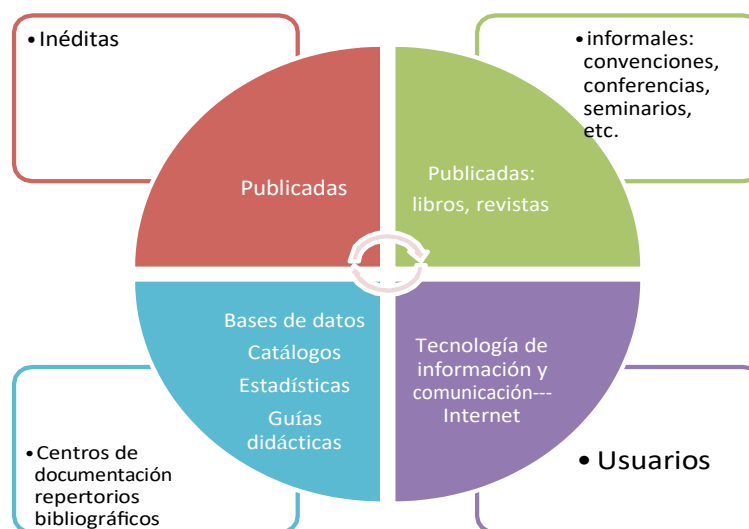 • Inéditas
Publicadas
• informales:
convenciones,
conferencias,
seminarios,
etc.
Publicadas:
libros, revistas
Bases de datos
Catálogos
Estadísticas
Guías
didácticas
• Centros de
documentación
repertorios
bibliográficos
Tecnología de
información y
comunicación---
Internet
• Usuarios